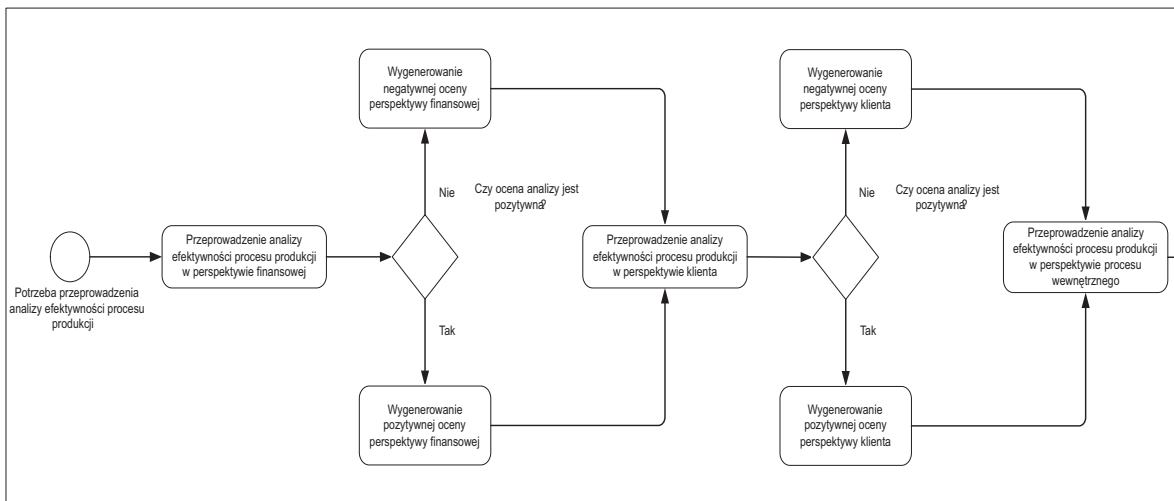 Potrzeba przeprowadzenia
analizy efektywności procesu
produkcji
Przeprowadzenie analizy
efektywności procesu produkcji
w perspektywie finansowej
Wygenerowanie
negatywnej oceny
perspektywy finansowej
Nie
Czy ocena analizy jest
pozytywna?
Tak
Wygenerowanie
pozytywnej oceny
perspektywy finansowej
Przeprowadzenie analizy
efektywności procesu produkcji
w perspektywie klienta
Wygenerowanie
negatywnej oceny
perspektywy klienta
Nie
Czy ocena analizy jest
pozytywna?
Tak
Wygenerowanie
pozytywnej oceny
perspektywy klienta
Przeprowadzenie analizy
efektywności procesu produkcji
w perspektywie procesu
wewnętrznego